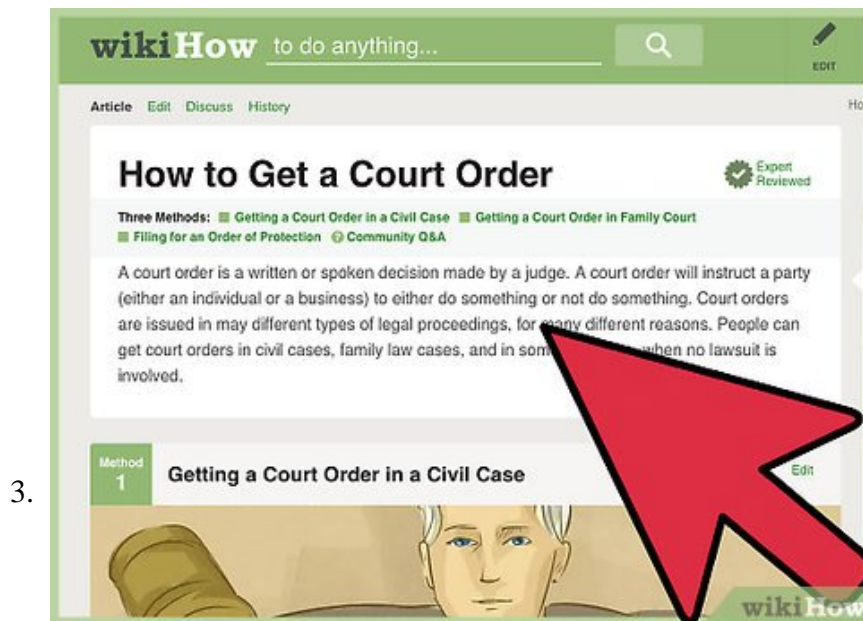 wikiHow to do anything...
EDIT
Article Edit Discuss History
Ho
How to Get a Court Order
Expert
Reviewed
Three Methods: Getting a Court Order in a Civil Case Getting a Court Order in Family Court
Filing for an Order of Protection Community Q&A
A court order is a written or spoken decision made by a judge. A court order will instruct a party
(either an individual or a business) to either do something or not do something. Court orders
are issued in may different types of legal proceedings, for many different reasons. People can
get court orders in civil cases, family law cases, and in som when no lawsuit is
involved.
3.
Method
1
Getting a Court Order in a Civil Case
Edit
wikiHow